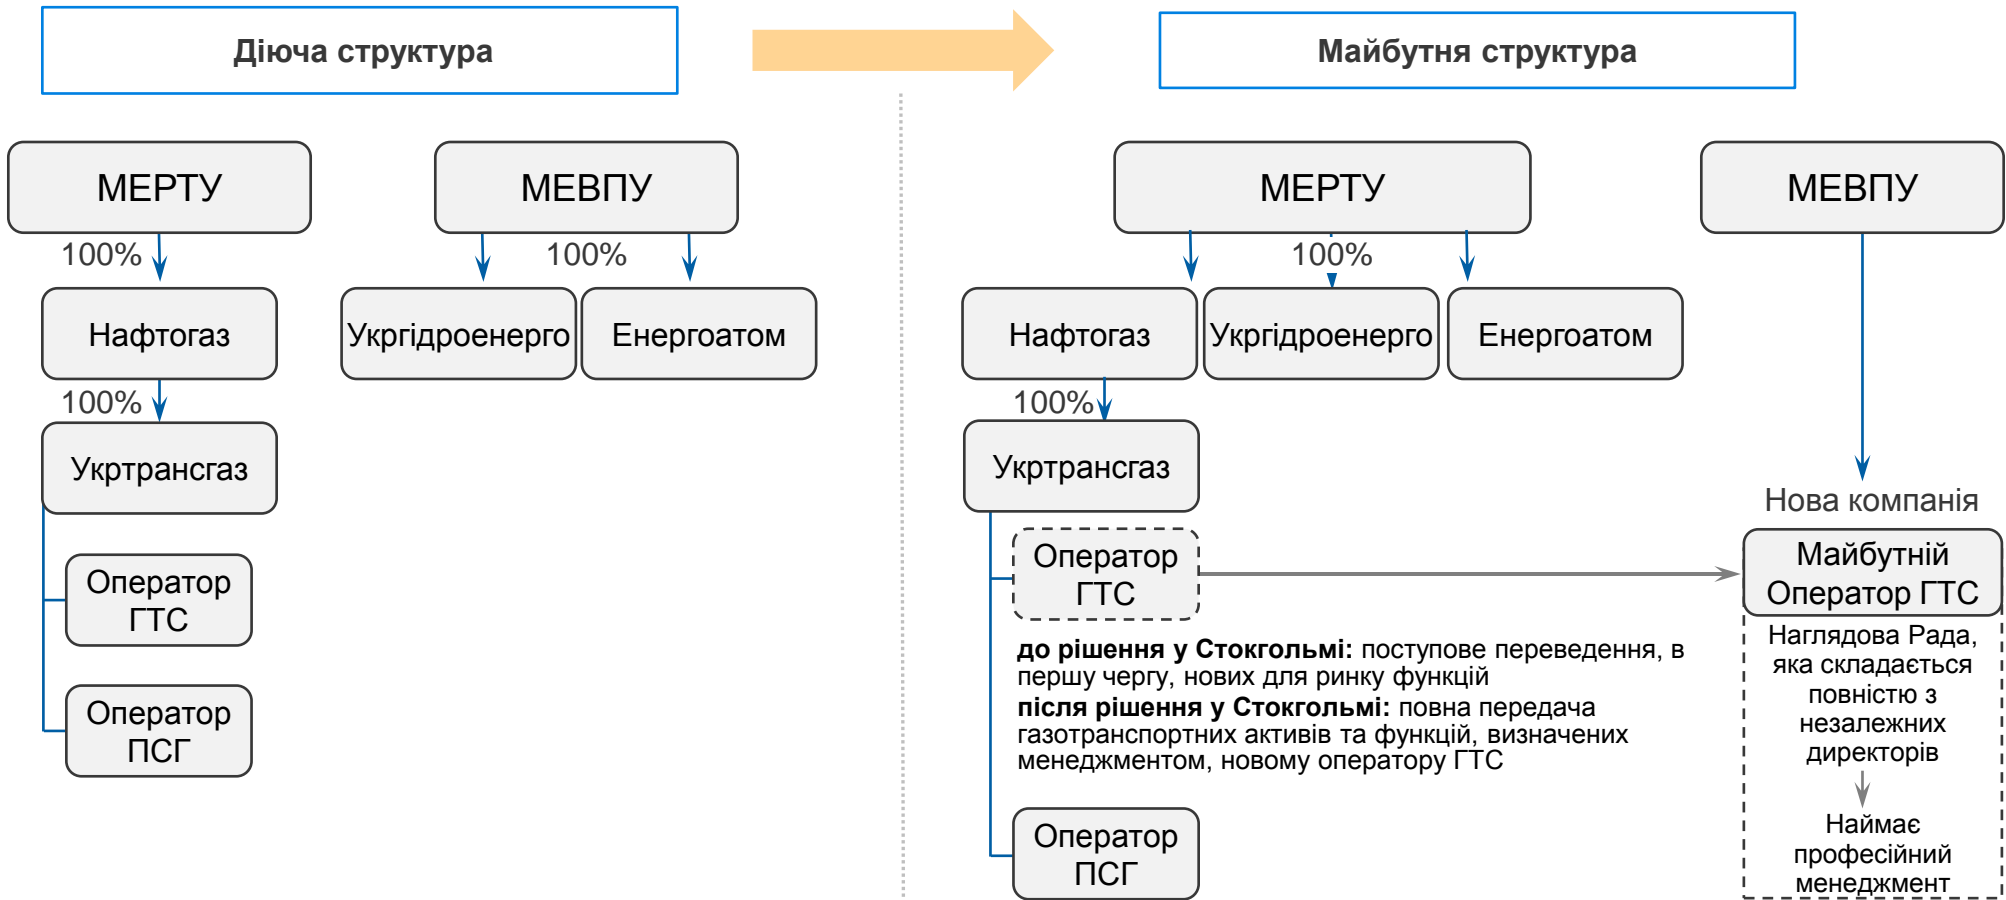 Діюча структура
Майбутня структура
МЕРТУ
МЕВПУ
100%
100%
Нафтогаз
Укргідроенерго
Енергоатом
100%
Укртрансгаз
Оператор
ГТС
Оператор
ПСГ
МЕРТУ
МЕВПУ
100%
Нафтогаз
Укргідроенерго
Енергоатом
100%
Укртрансгаз
Оператор
ГТС
до рішення у Стокгольмі: поступове переведення, в
першу чергу, нових для ринку функцій
після рішення у Стокгольмі: повна передача
газотранспортних активів та функцій, визначених
менеджментом, новому оператору ГТС
Оператор
ПСГ
Нова компанія
Майбутній
Оператор ГТС
Наглядова Рада,
яка складається
повністю з
незалежних
директорів
Наймає
професійний
менеджмент